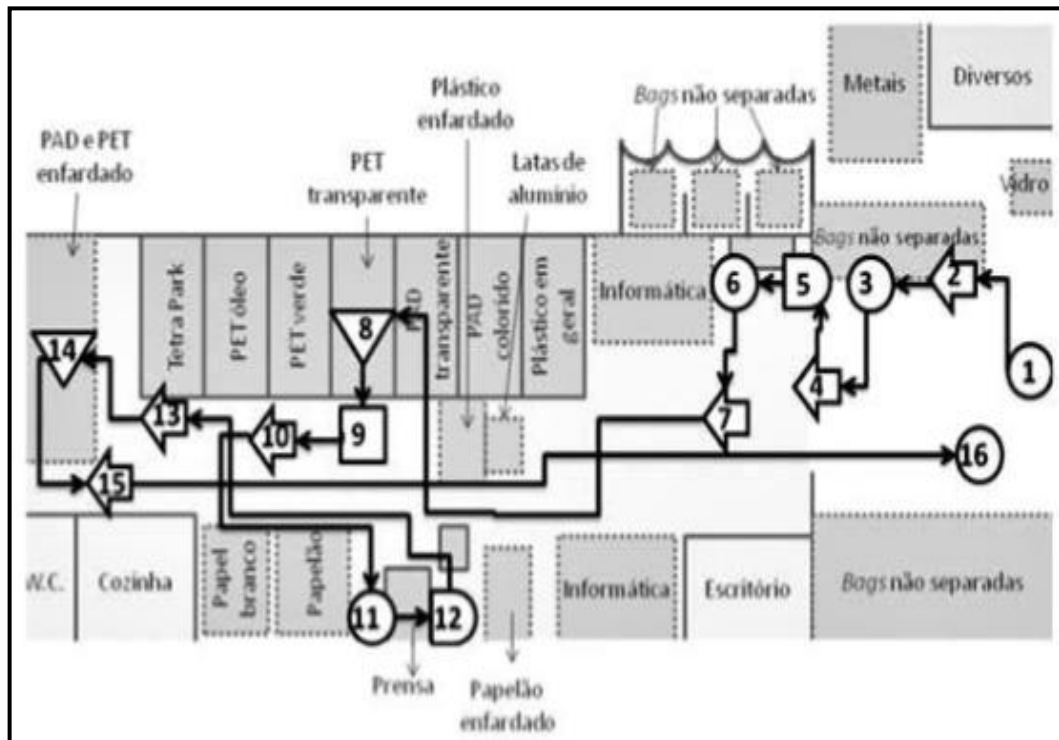 Metais
Diversos
Plástico
enfardado
Bags não separadas
PAD e PET
enfardado
PET
transparente
Latas de
alumínio
Vidro
Bags não separadas
Tetra Park
PET óleo
PET verde
transparente
PAD
colorido
Plástico em
geral
Informática
6
5
3
2
8
14
1
4
13
10
9
7
16
15
W.C.
Cozinha
Papel
branco
Papelão
11
12
Informática
Escritório
Bags não separadas
Prensa
Papelão
enfardado